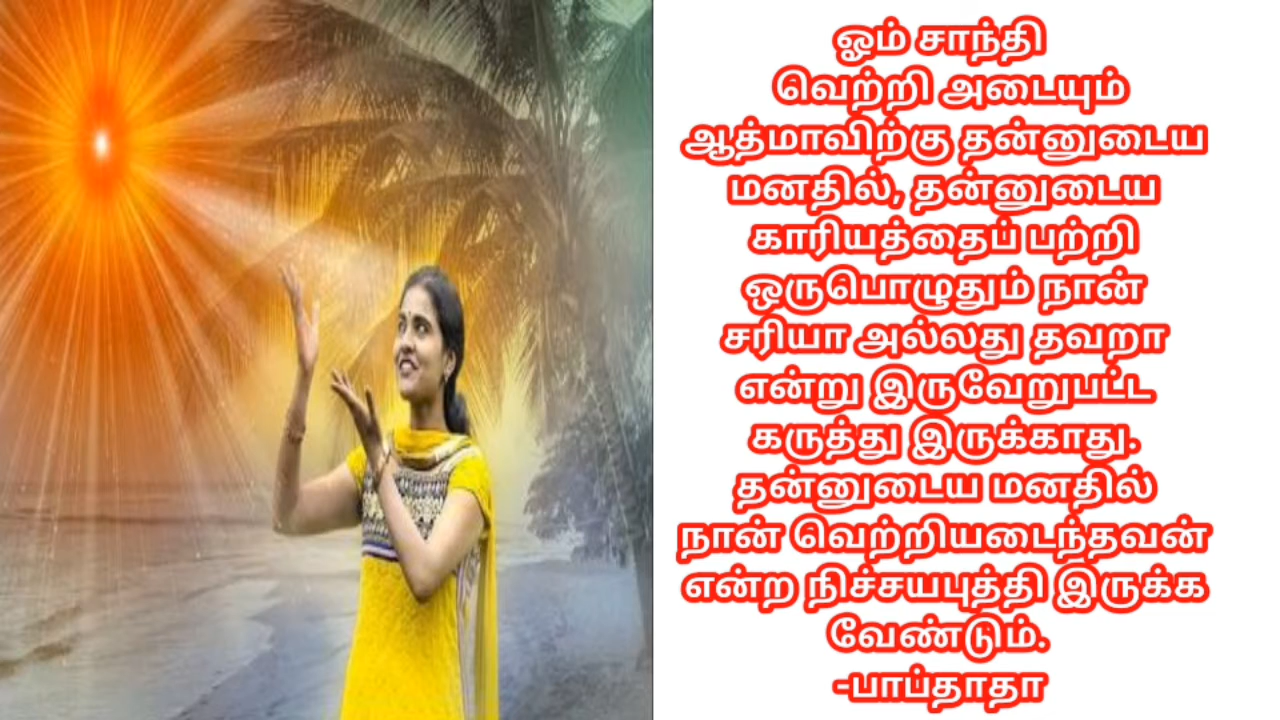 ஓம் சாந்தி
வெற்றி அடையும்
ஆத்மாவிற்கு தன்னுடைய
மனதில், தன்னுடைய
காரியத்தைப் பற்றி
ஒருபொழுதும் நான்
சரியா அல்லது தவறா
என்று இருவேறுபட்ட
கருத்து இருக்காது.
தன்னுடைய மனதில்
நான் வெற்றியடைந்தவன்
என்ற நிச்சயபுத்தி இருக்க
வேண்டும்.
-பாப்தாதா